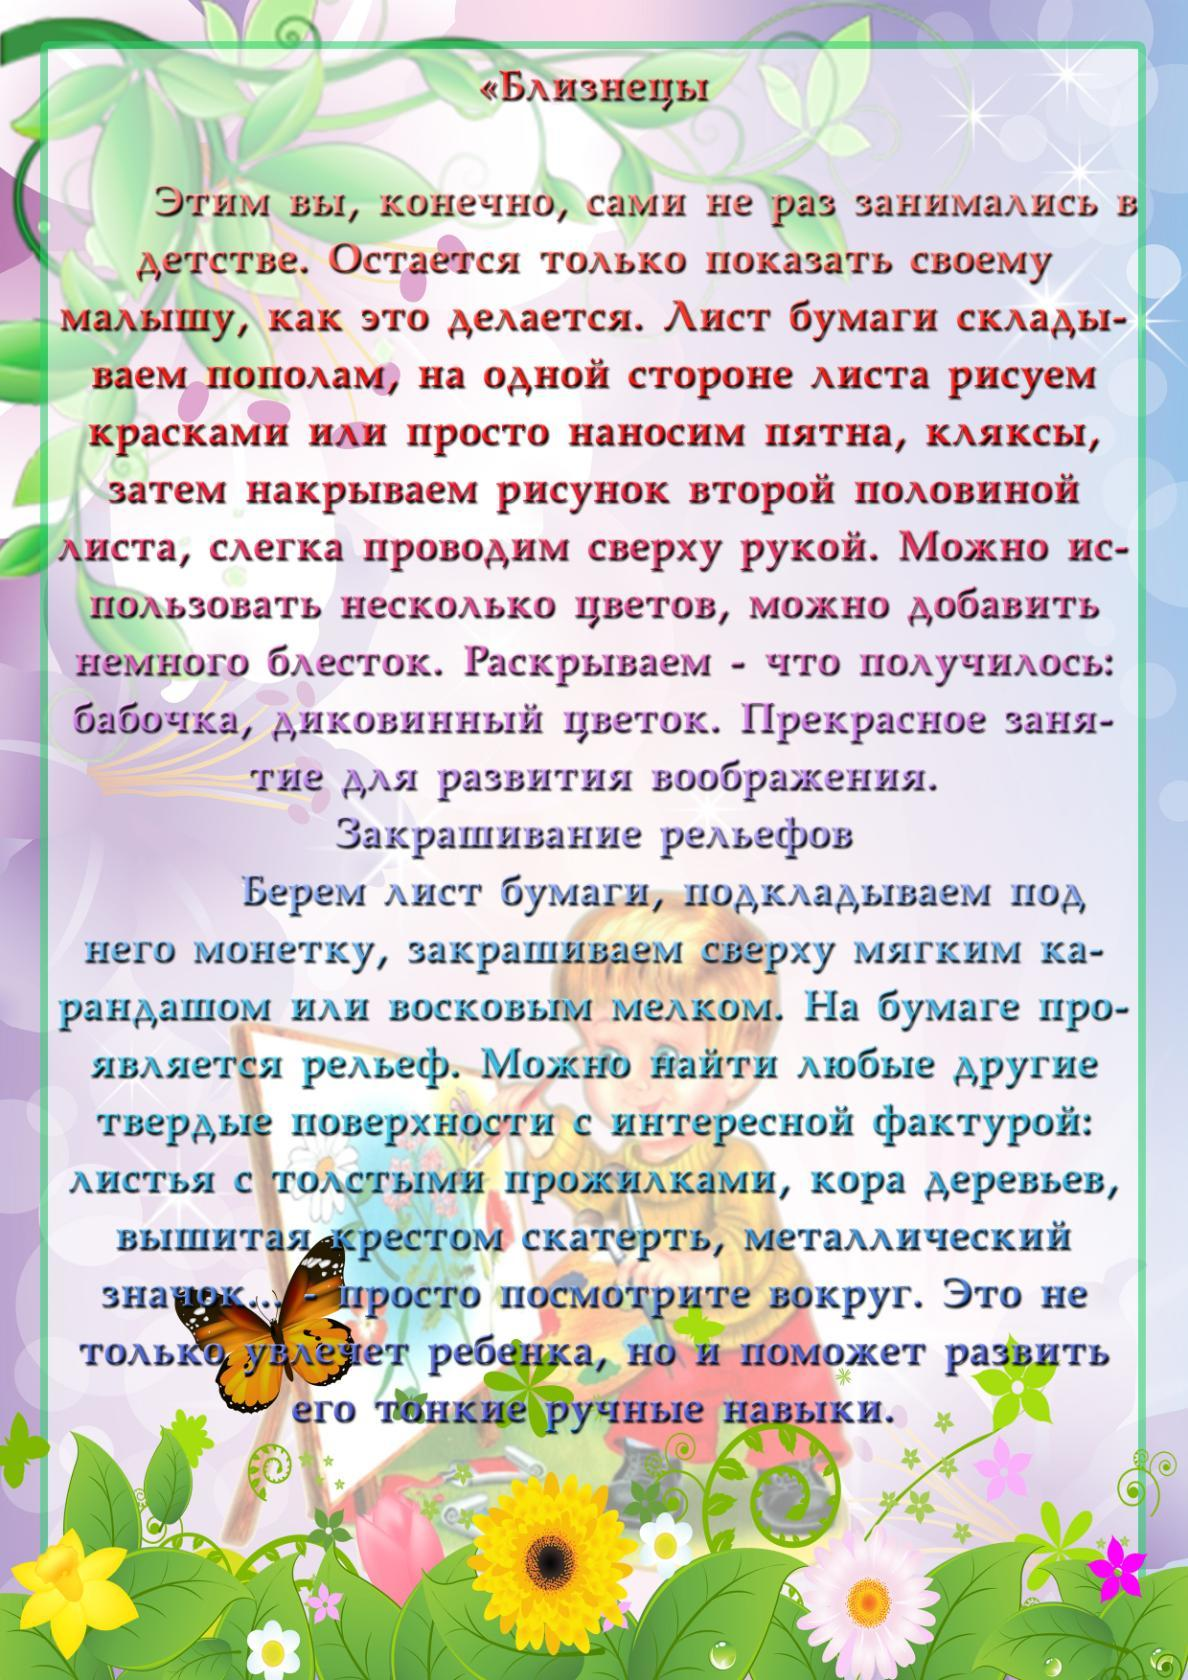 «Близнецы
Этим вы, конечно, сами не раз занимались в
детстве. Остается только показать своему
малышу, как это делается. Лист бумаги склады-
ваем пополам, на одной стороне листа рисуем
красками или просто наносим пятна, кляксы,
затем накрываем рисунок второй половиной
листа, слегка проводим сверху рукой. Можно ис-
пользовать несколько цветов, можно добавить
немного блесток. Раскрываем - что получилось:
бабочка, диковинный цветок. Прекрасное заня-
тие для развития воображения.
Закрашивание рельефов
Берем лист бумаги, подкладываем под
него монетку, закрашиваем сверху мягким ка-
рандашом или восковым мелком. На бумаге про-
является рельеф. Можно найти любые другие
твердые поверхности с интересной фактурой:
листья с толстыми прожилками, кора деревьев,
вышитая крестом скатерть, металлический
значок... - просто посмотрите вокруг. Это не
только увлечет ребенка, но и поможет развить
его тонкие ручные навыки.